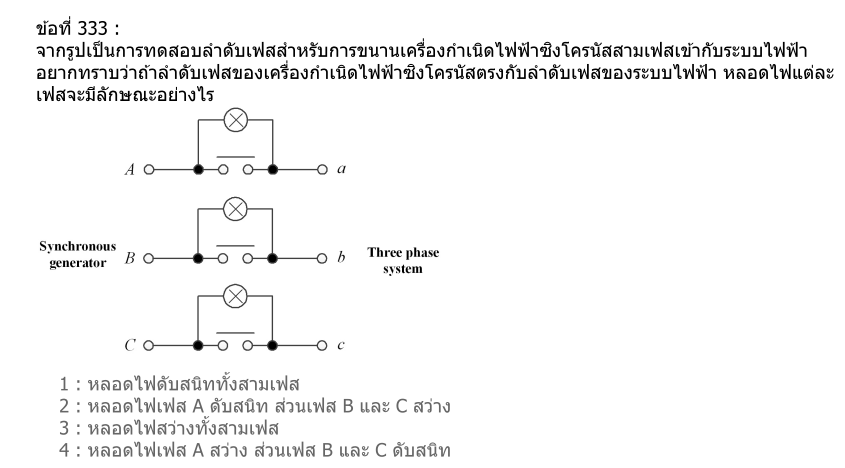 ข้อที่ 333 :
จากรูปเป็นการทดสอบลำดับเฟสสำหรับการขนานเครื่องกำเนิดไฟฟ้าซิงโครนัสสามเฟสเข้ากับระบบไฟฟ้า
อยากทราบว่าถ้าลำดับเฟสของเครื่องกำเนิดไฟฟ้าซิงโครนัสตรงกับลำดับเฟสของระบบไฟฟ้า หลอดไฟแต่ละ
เฟสจะมีลักษณะอย่างไร
A a
Synchronous
generator
B b
Three phase
system
C c
1 : หลอดไฟดับสนิททั้งสามเฟส
2 : หลอดไฟเฟส A ดับสนิท ส่วนเฟส B และ C สว่าง
3 : หลอดไฟสว่างทั้งสามเฟส
4 : หลอดไฟเฟส A สว่าง ส่วนเฟส B และ C ดับสนิท